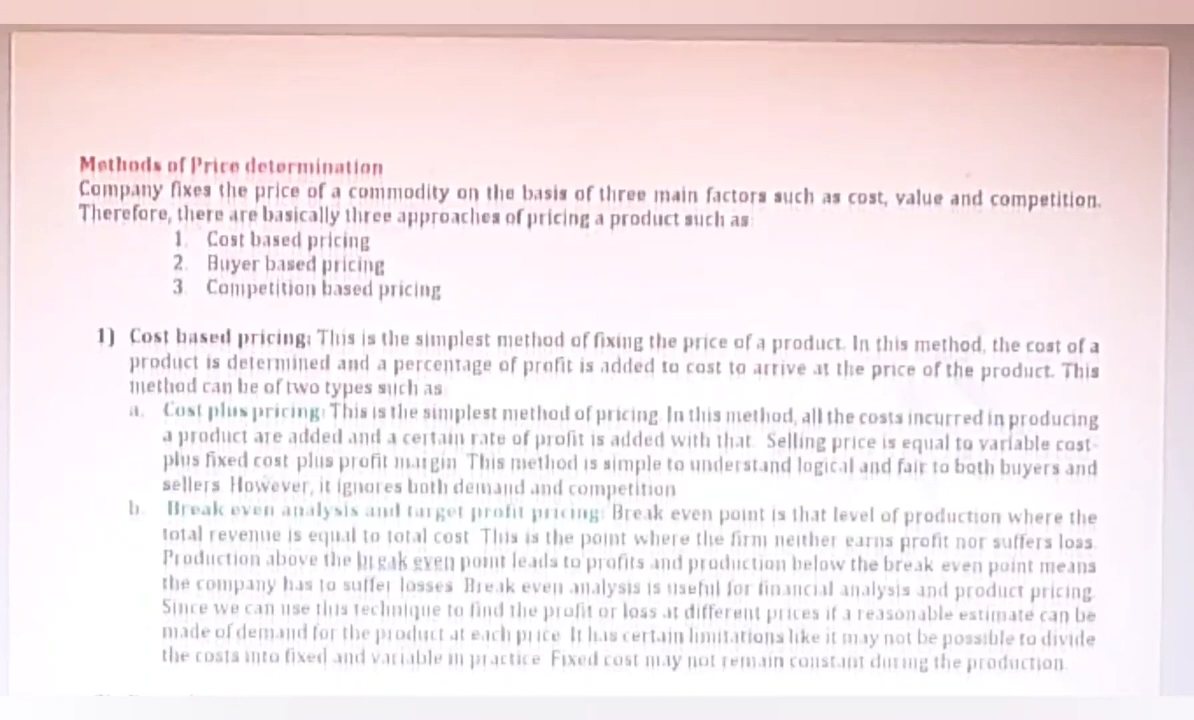 Methods of Price determination
Company fixes the price of a commodity on the basis of three main factors such as cost, value and competition.
Therefore, there are basically three approaches of pricing a product such as
1. Cost based pricing
2. Buyer based pricing
3. Competition based pricing
1) Cost based pricing: This is the simplest method of fixing the price of a product. In this method, the cost of a
product is determined and a percentage of profit is added to cost to arrive at the price of the product. This
method can be of two types such as
a. Cost plus pricing: This is the simplest method of pricing. In this method, all the costs incurred in producing
a product are added and a certain rate of profit is added with that. Selling price is equal to variable cost
plus fixed cost plus profit margin. This method is simple to understand logical and fair to both buyers and
sellers. However, it ignores both demand and competition
b. Break even analysis and target profit pricing: Break even point is that level of production where the
total revenue is equal to total cost. This is the point where the firm neither earns profit nor suffers loss.
Production above the break even point leads to profits and production below the break even point means
the company has to suffer losses. Break even analysis is useful for financial analysis and product pricing.
Since we can use this technique to find the profit or loss at different prices if a reasonable estimate can be
made of demand for the product at each price. It has certain limitations like it may not be possible to divide
the costs into fixed and variable in practice. Fixed cost may not remain constant during the production.